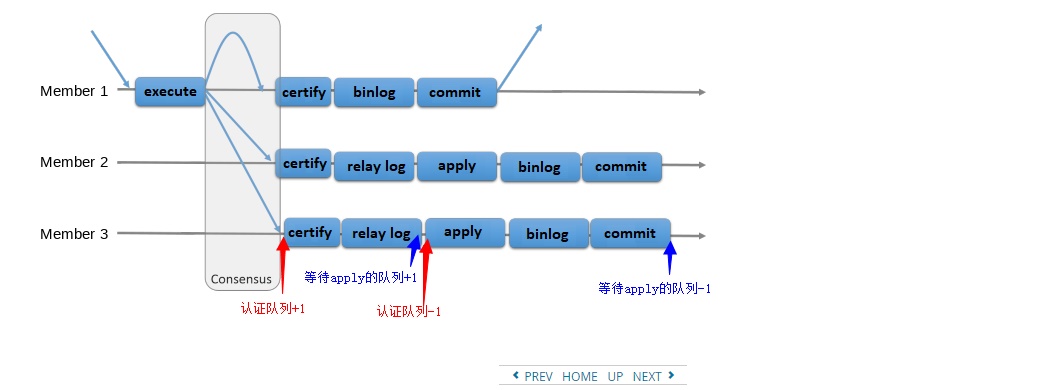 Member 1 execute certify binlog commit
Member 2 certify relay log apply binlog commit
Member 3 certify relay log apply binlog commit
Consensus
等待apply的队列+1
等待apply的队列-1
认证队列+1
认证队列-1
PREV HOME UP NEXT